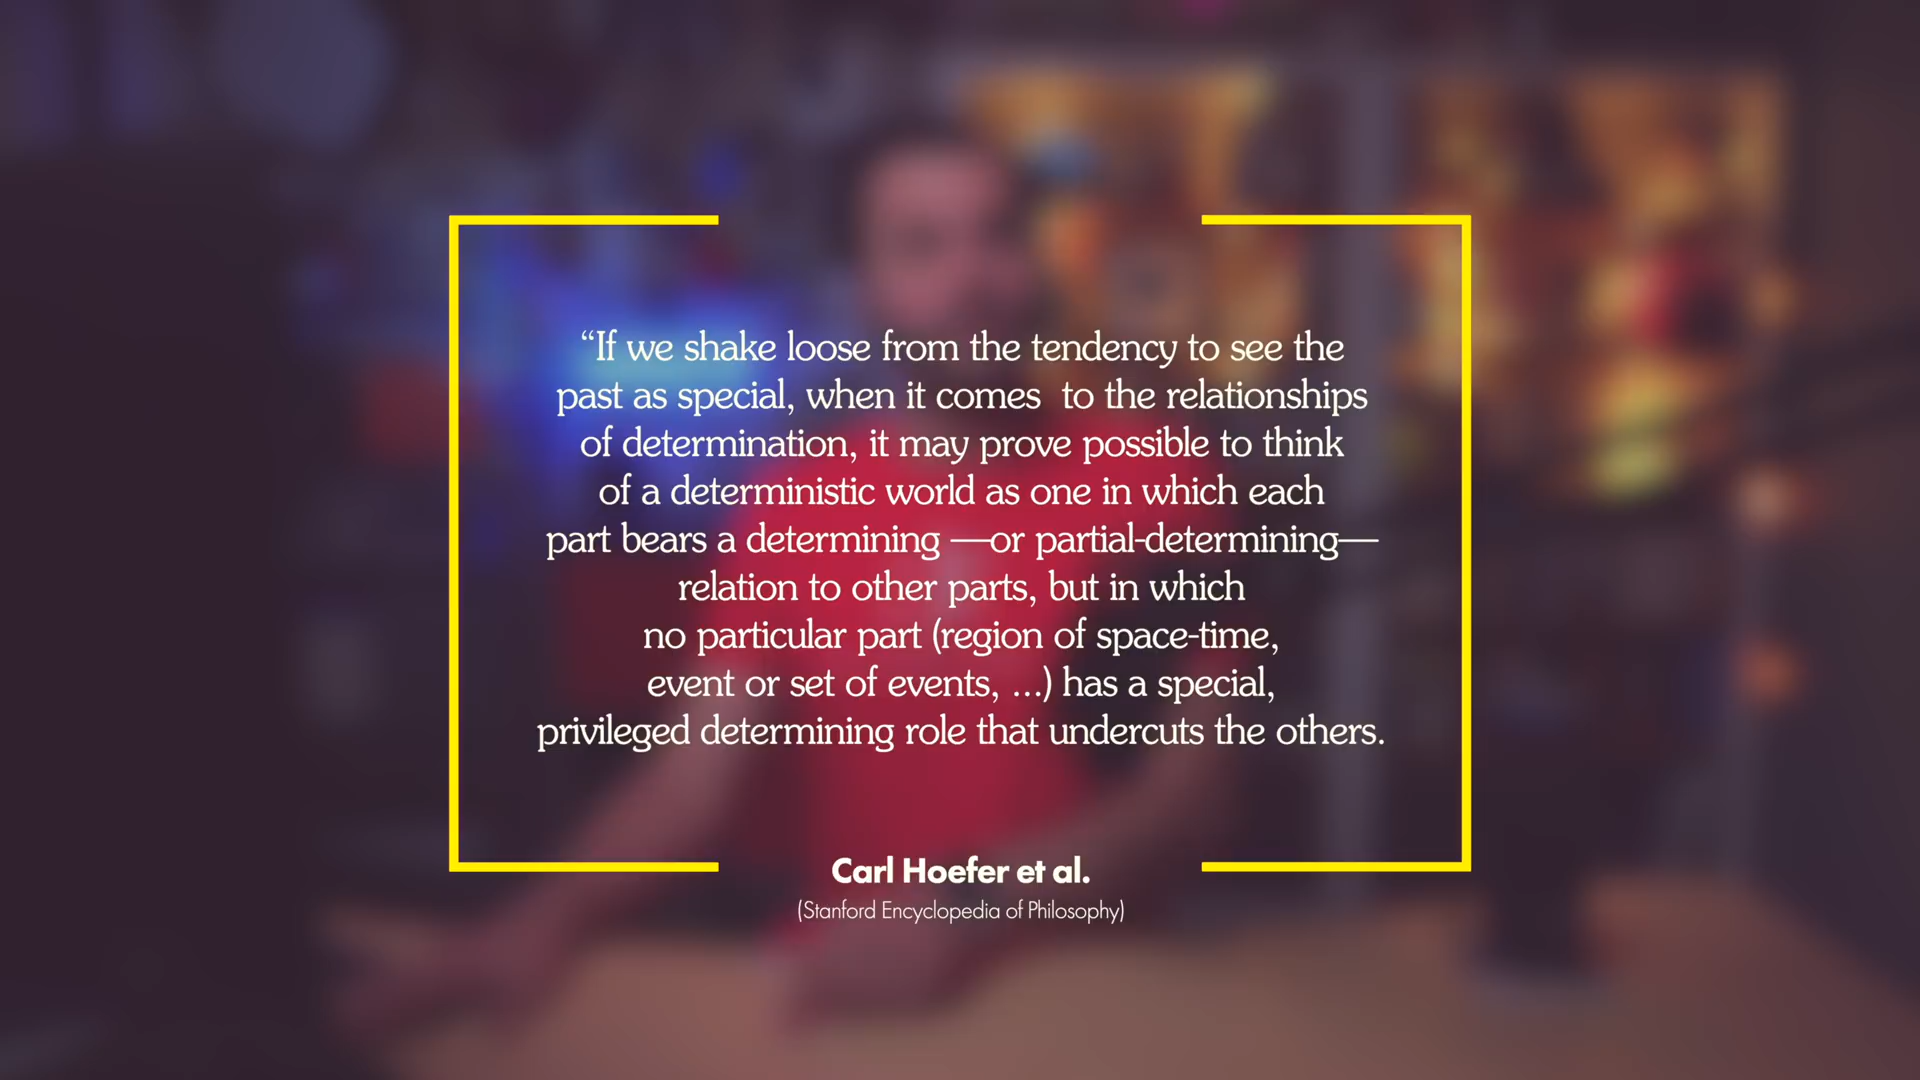 “If we shake loose from the tendency to see the
past as special, when it comes  to the relationships
of determination, it may prove possible to think
of a deterministic world as one in which each
part bears a determining —or partial-determining—
relation to other parts, but in which
no particular part (region of space-time,
event or set of events, ...) has a special,
privileged determining role that undercuts the others.
Carl Hoefer et al.
(Stanford Encyclopedia of Philosophy)